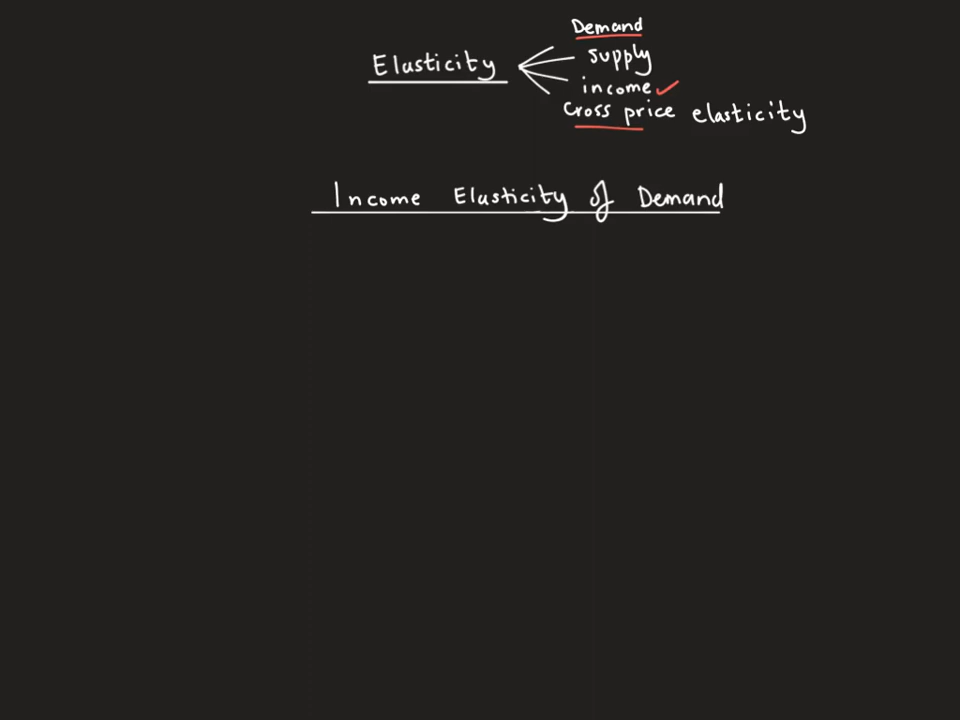 Demand
Elasticity
supply
income
Cross price elasticity
Income Elasticity of Demand